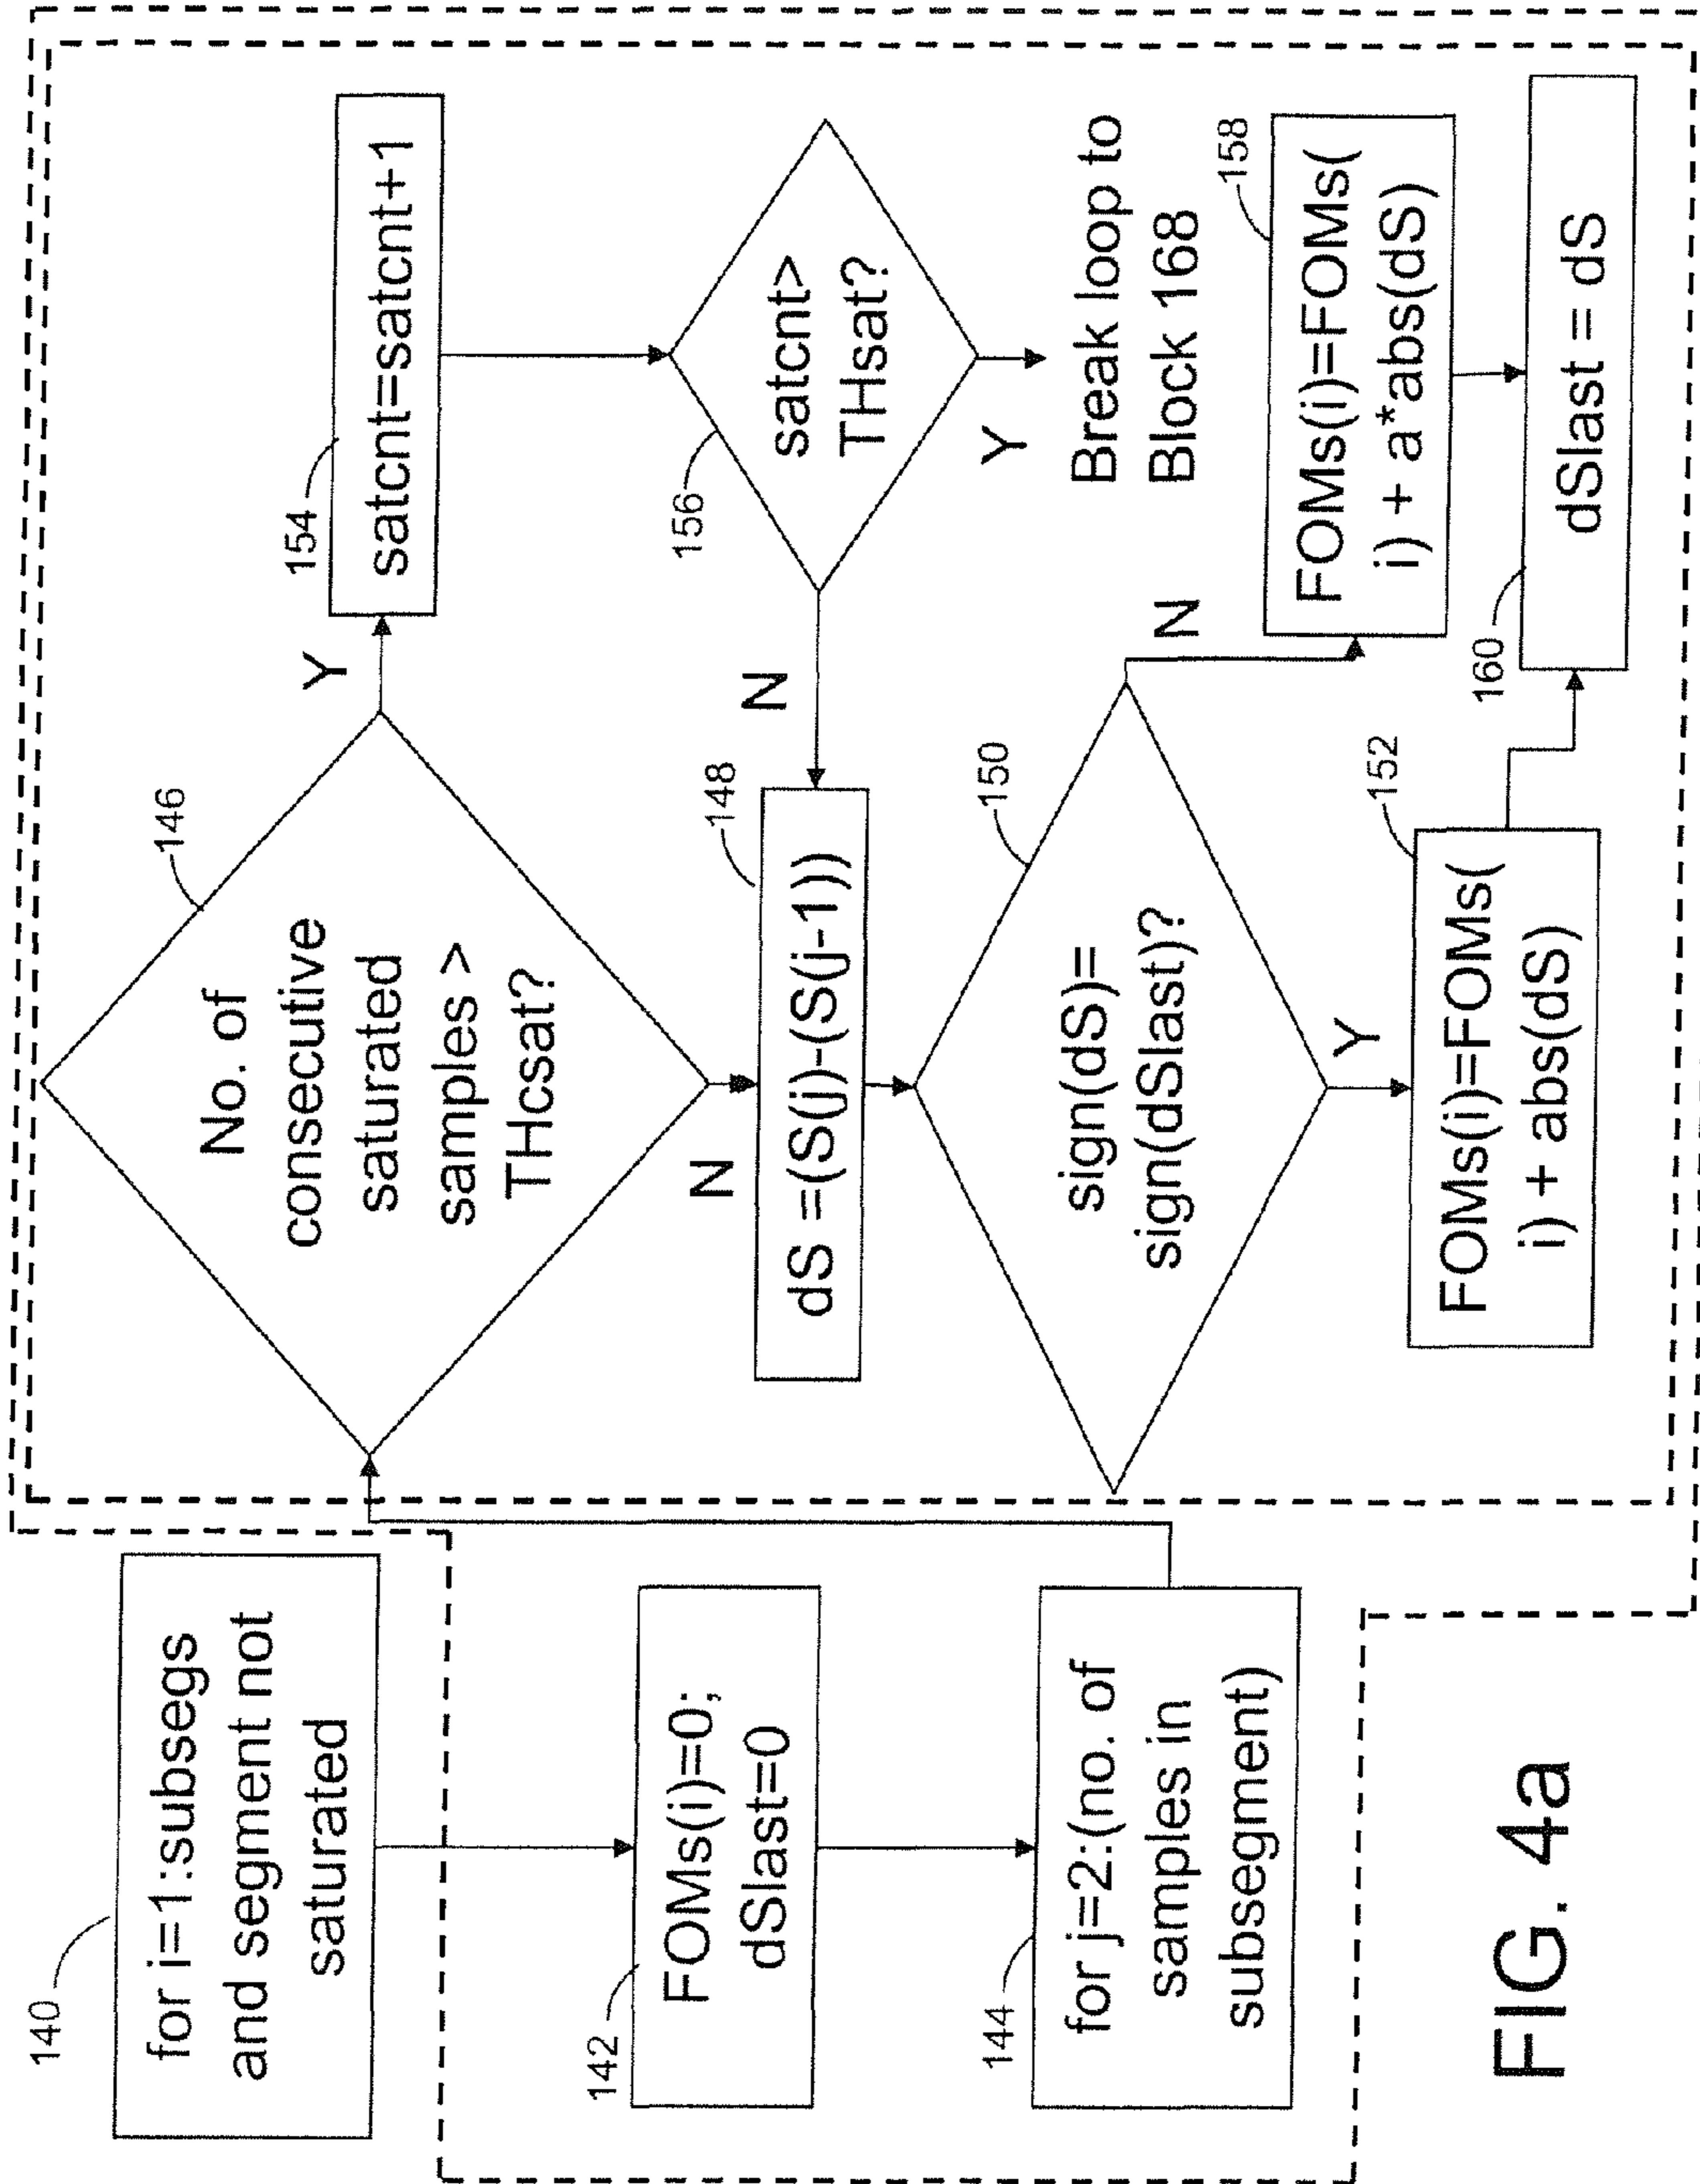 140
for i=1:subsegs
and segment not
saturated
142
FOMs(i)=0;
dSlast=0
144
for j=2:(no. of
samples in
subsegment)
146
No. of
consecutive
saturated
samples >
THcsat?
Y
N
154
satcnt=satcnt+1
156
satcnt>
THsat?
N
Y
Break loop to
Block 168
148
dS =(S(j)-(S(j-1))
150
sign(dS)=
sign(dSlast)?
N
Y
152
FOMs(i)=FOMs(
i) + abs(dS)
158
FOMs(i)=FOMs(
i) + a*abs(dS)
160
dSlast = dS
FIG. 4a